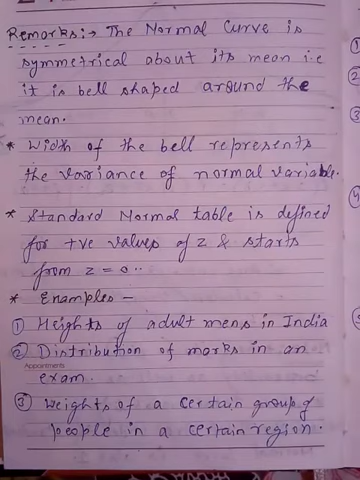 Remarks:→ The Normal Curve is
symmetrical about its mean i.e
it is bell shaped around the
mean.
* Width of the bell represents
the variance of normal variable.
* Standard Normal table is defined
for +ve values of z & starts
from z = 0..
* Examples -
① Heights of adult mens in India
② Distribution of marks in an
Appointments
exam.
③ Weights of a certain group of
people in a certain region.